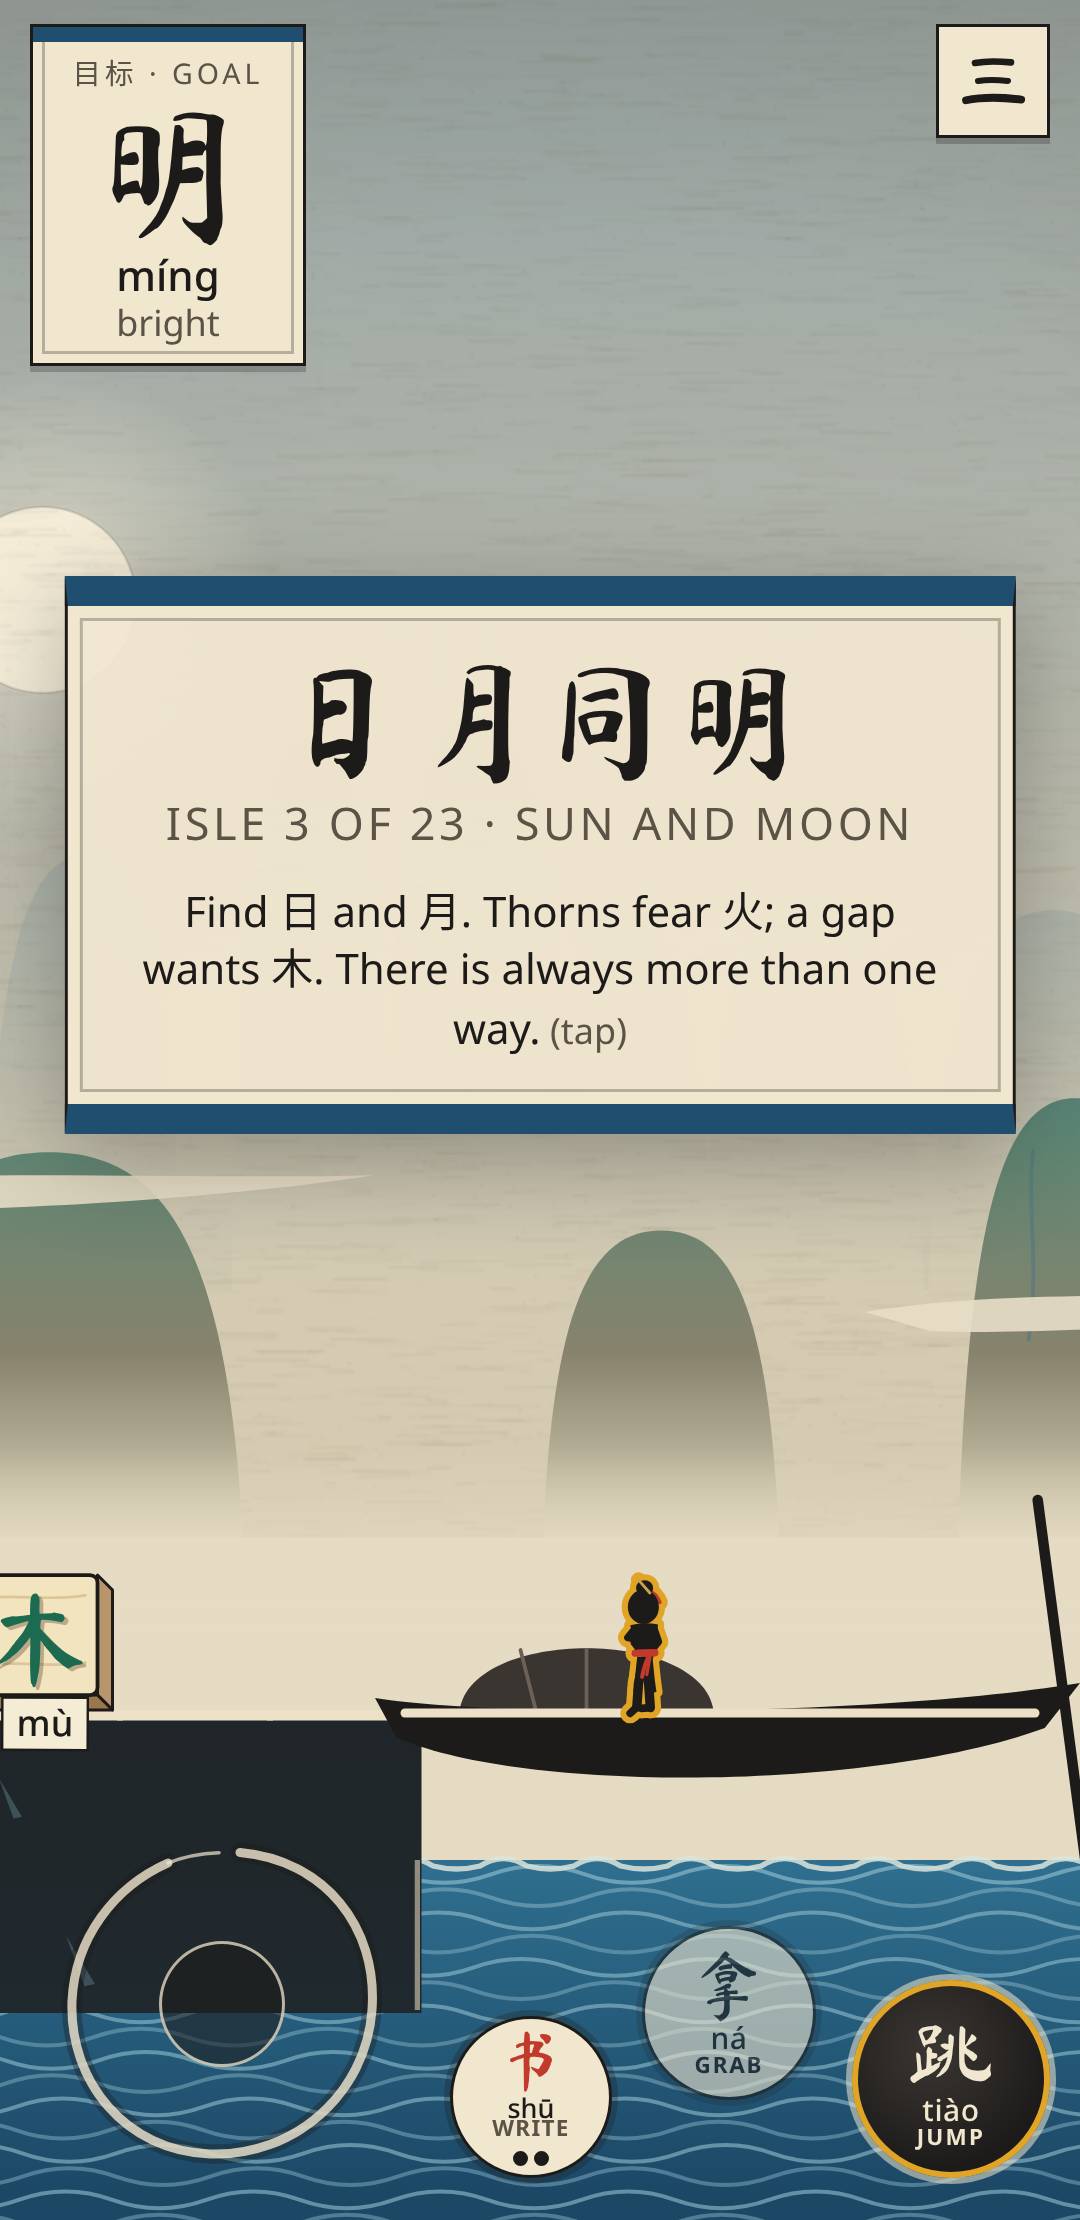 目标 · GOAL
明
míng
bright
三
日月同明
ISLE 3 OF 23 · SUN AND MOON
Find 日 and 月. Thorns fear 火; a gap
wants 木. There is always more than one
way. (tap)
木
mù
书
shū
WRITE
拿
ná
GRAB
跳
tiào
JUMP